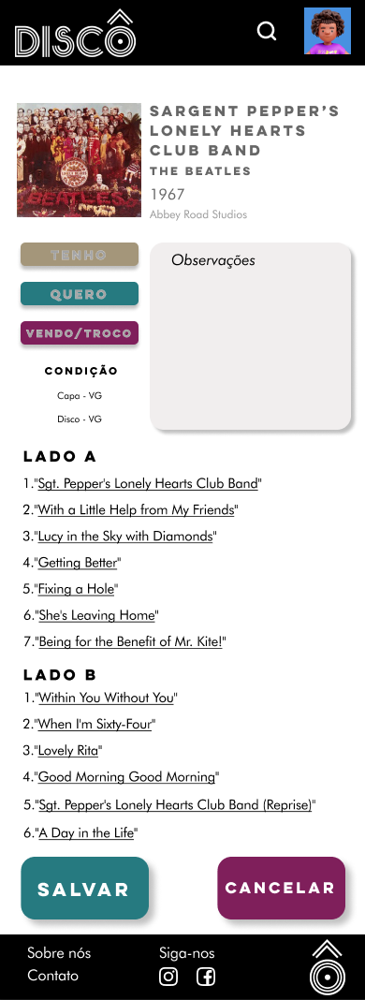 DISCÔ
SARGENT PEPPER'S
LONELY HEARTS
CLUB BAND
THE BEATLES
1967
Abbey Road Studios
TENHO
QUERO
VENDO/TROCO
CONDIÇÃO
Capa - VG
Disco - VG
Observações
LADO A
1."Sgt. Pepper's Lonely Hearts Club Band"
2."With a Little Help from My Friends"
3."Lucy in the Sky with Diamonds"
4."Getting Better"
5."Fixing a Hole"
6."She's Leaving Home"
7."Being for the Benefit of Mr. Kite!"
LADO B
1."Within You Without You"
2."When I'm Sixty-Four"
3."Lovely Rita"
4."Good Morning Good Morning"
5."Sgt. Pepper's Lonely Hearts Club Band (Reprise)"
6."A Day in the Life"
SALVAR
CANCELAR
Sobre nós
Siga-nos
Contato